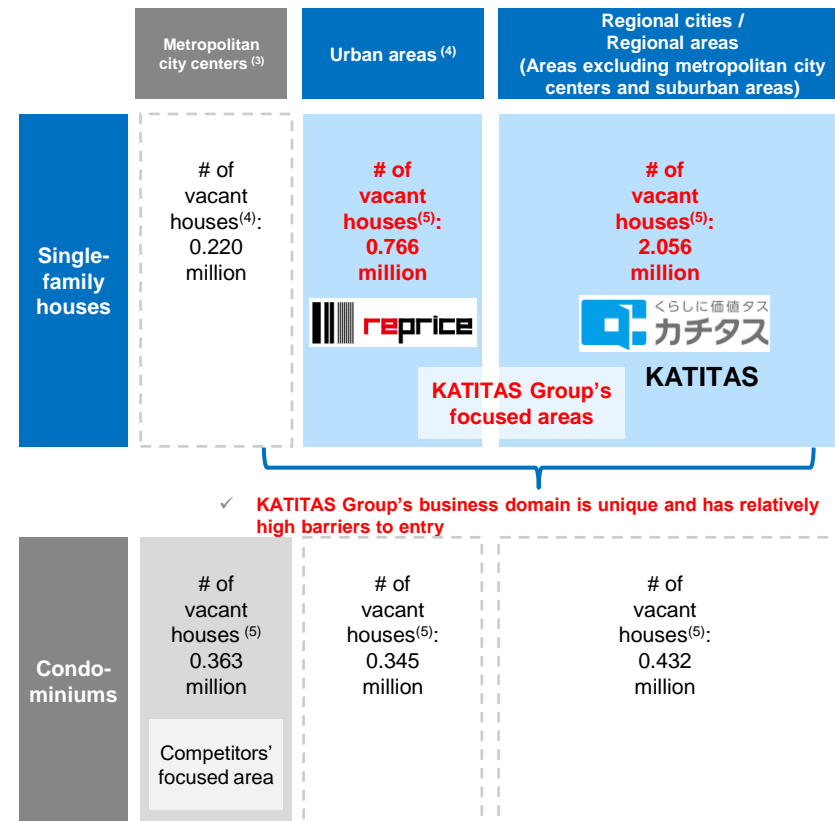 Metropolitan
city centers (3)
Urban areas (4)
Regional cities /
Regional areas
(Areas excluding metropolitan city
centers and suburban areas)
Single-
family
houses
# of
vacant
houses(4):
0.220
million
# of
vacant
houses(5):
0.766
million
reprice
# of
vacant
houses(5):
2.056
million
くらしに価値タス
カチタス
KATITAS
KATITAS Group's
focused areas
✓ KATITAS Group's business domain is unique and has relatively
high barriers to entry
Condo-
miniums
# of
vacant
houses (5)
0.363
million
Competitors'
focused area
# of
vacant
houses(5):
0.345
million
# of
vacant
houses(5):
0.432
million